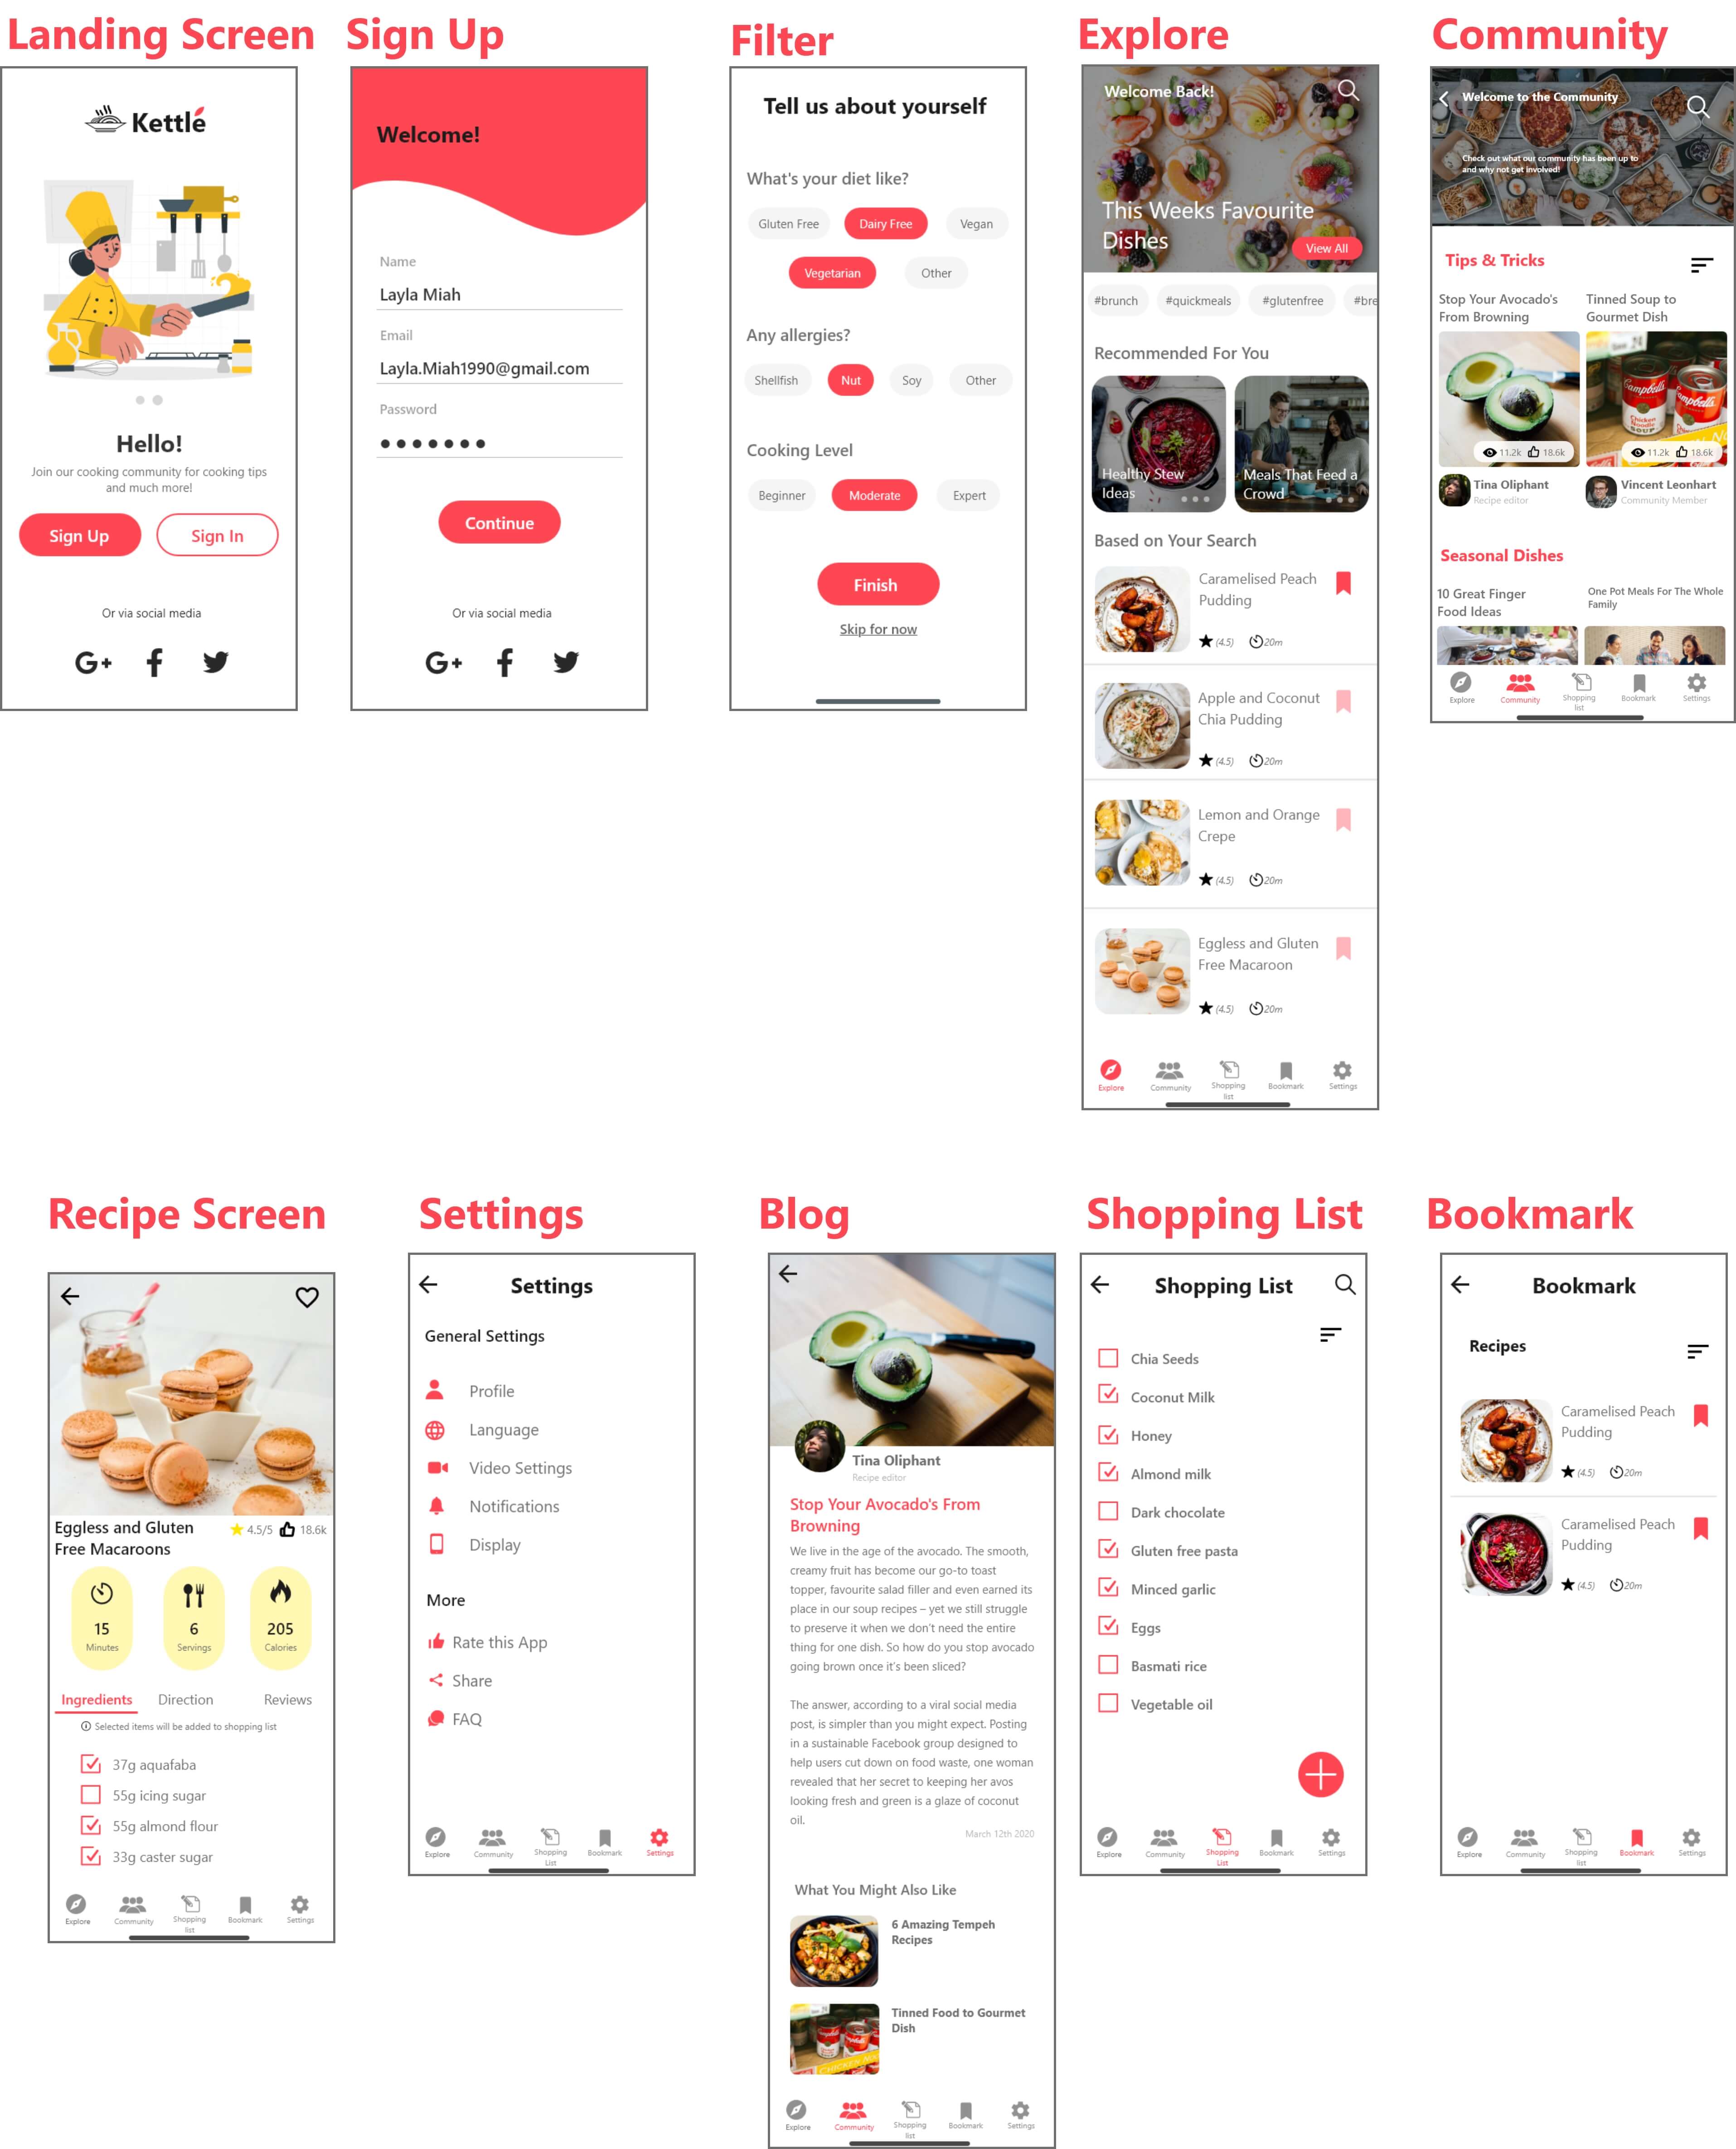 Landing Screen
Kettle
Hello!
Join our cooking community for cooking tips
and much more!
Sign Up
Sign In
Or via social media
G+
Sign Up
Welcome!
Name
Layla Miah
Email
Layla.Miah1990@gmail.com
Password
Continue
Or via social media
G+
Filter
Tell us about yourself
What's your diet like?
Gluten Free
Dairy Free
Vegan
Vegetarian
Other
Any allergies?
Shellfish
Nut
Soy
Other
Cooking Level
Beginner
Moderate
Expert
Finish
Skip for now
Explore
Welcome Back!
This Weeks Favourite
Dishes
View All
#brunch
#quickmeals
#glutenfree
#bre
Recommended For You
Healthy Stew
Ideas
Meals That Feed a
Crowd
Based on Your Search
Caramelised Peach
Pudding
(4.5)
20m
Apple and Coconut
Chia Pudding
(4.5)
20m
Lemon and Orange
Crepe
(4.5)
20m
Eggless and Gluten
Free Macaroon
(4.5)
20m
Explore
Community
Shopping
list
Bookmark
Settings
Community
Welcome to the Community
Check out what our community has been up to
and why not get involved!
Tips & Tricks
Stop Your Avocado's
From Browning
Tinned Soup to
Gourmet Dish
Campbell's
Chicken
Noodle
SOUP
Campbell's
11.2k
18.6k
11.2k
18.6k
Tina Oliphant
Recipe editor
Vincent Leonhart
Community Member
Seasonal Dishes
10 Great Finger
Food Ideas
One Pot Meals For The Whole
Family
Explore
Community
Shopping
list
Bookmark
Settings
Recipe Screen
Eggless and Gluten
Free Macaroons
4.5/5
18.6k
15
Minutes
6
Servings
205
Calories
Ingredients
Direction
Reviews
Selected items will be added to shopping list
37g aquafaba
55g icing sugar
55g almond flour
33g caster sugar
Explore
Community
Shopping
list
Bookmark
Settings
Settings
Settings
General Settings
Profile
Language
Video Settings
Notifications
Display
More
Rate this App
Share
FAQ
Explore
Community
Shopping
List
Bookmark
Settings
Blog
Tina Oliphant
Recipe editor
Stop Your Avocado's From
Browning
We live in the age of the avocado. The smooth,
creamy fruit has become our go-to toast
topper, favourite salad filler and even earned its
place in our soup recipes – yet we still struggle
to preserve it when we don't need the entire
thing for one dish. So how do you stop avocado
going brown once it's been sliced?
The answer, according to a viral social media
post, is simpler than you might expect. Posting
in a sustainable Facebook group designed to
help users cut down on food waste, one woman
revealed that her secret to keeping her avos
looking fresh and green is a glaze of coconut
oil.
March 12th 2020
What You Might Also Like
6 Amazing Tempeh
Recipes
Tinned Food to Gourmet
Dish
Explore
Community
Shopping
list
Bookmark
Settings
Shopping List
Shopping List
Chia Seeds
Coconut Milk
Honey
Almond milk
Dark chocolate
Gluten free pasta
Minced garlic
Eggs
Basmati rice
Vegetable oil
Explore
Community
Shopping
List
Bookmark
Settings
Bookmark
Bookmark
Recipes
Caramelised Peach
Pudding
(4.5)
20m
Caramelised Peach
Pudding
(4.5)
20m
Explore
Community
Shopping
list
Bookmark
Settings